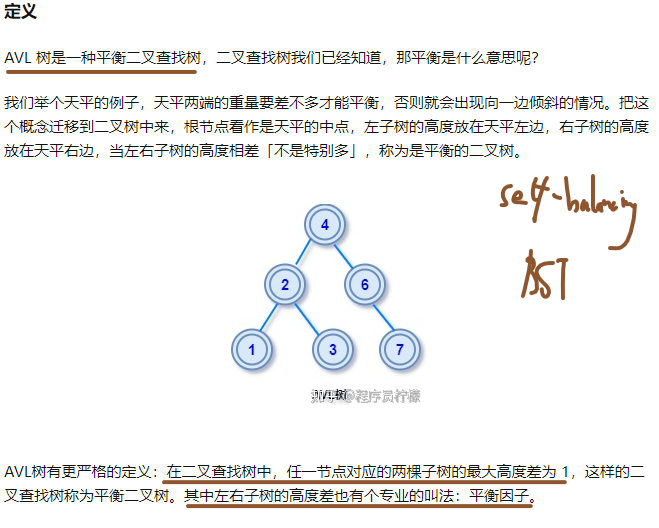 定义
AVL 树是一种平衡二叉查找树，二叉查找树我们已经知道，那平衡是什么意思呢？
我们举个天平的例子，天平两端的重量要差不多才能平衡，否则就会出现向一边倾斜的情况。把这
个概念迁移到二叉树中来，根节点看作是天平的中点，左子树的高度放在天平左边，右子树的高度
放在天平右边，当左右子树的高度相差「不是特别多」，称为是平衡的二叉树。
self-balancing
BST
4
2 6
1 3 7
AVL树
@程序员柠檬
AVL树有更严格的定义：在二叉查找树中，任一节点对应的两棵子树的最大高度差为 1，这样的二
叉查找树称为平衡二叉树。其中左右子树的高度差也有个专业的叫法：平衡因子。